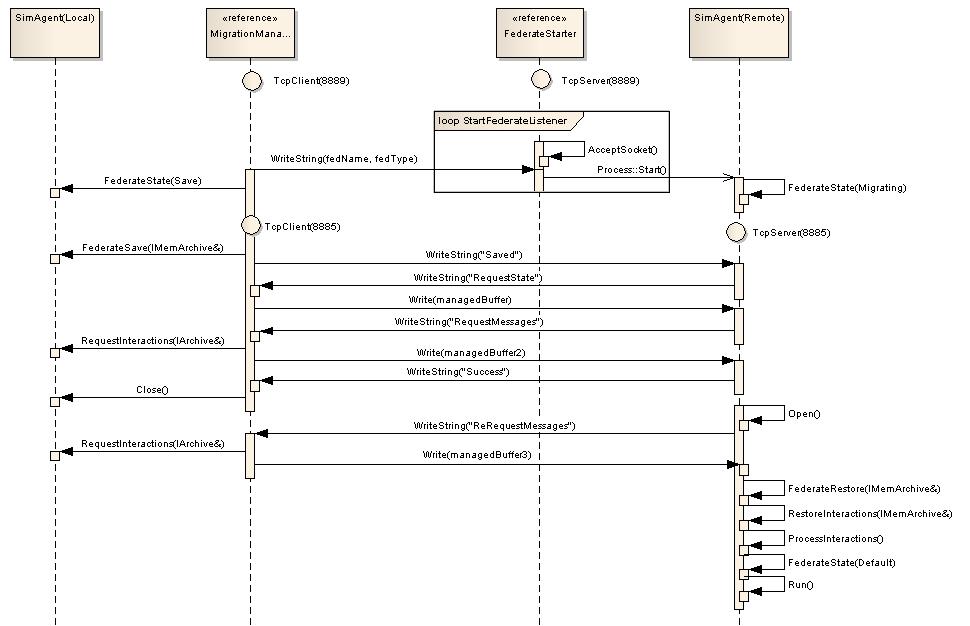 SimAgent(Local)
«reference»
MigrationMana...
«reference»
FederateStarter
SimAgent(Remote)
TcpClient(8889)
TcpServer(8889)
loop StartFederateListener
AcceptSocket()
WriteString(fedName, fedType)
Process::Start()
FederateState(Save)
FederateState(Migrating)
TcpClient(8885)
TcpServer(8885)
FederateSave(IMemArchive&)
WriteString("Saved")
WriteString("RequestState")
Write(managedBuffer)
WriteString("RequestMessages")
RequestInteractions(IArchive&)
Write(managedBuffer2)
WriteString("Success")
Close()
Open()
WriteString("ReRequestMessages")
RequestInteractions(IArchive&)
Write(managedBuffer3)
FederateRestore(IMemArchive&)
RestoreInteractions(IMemArchive&)
ProcessInteractions()
FederateState(Default)
Run()